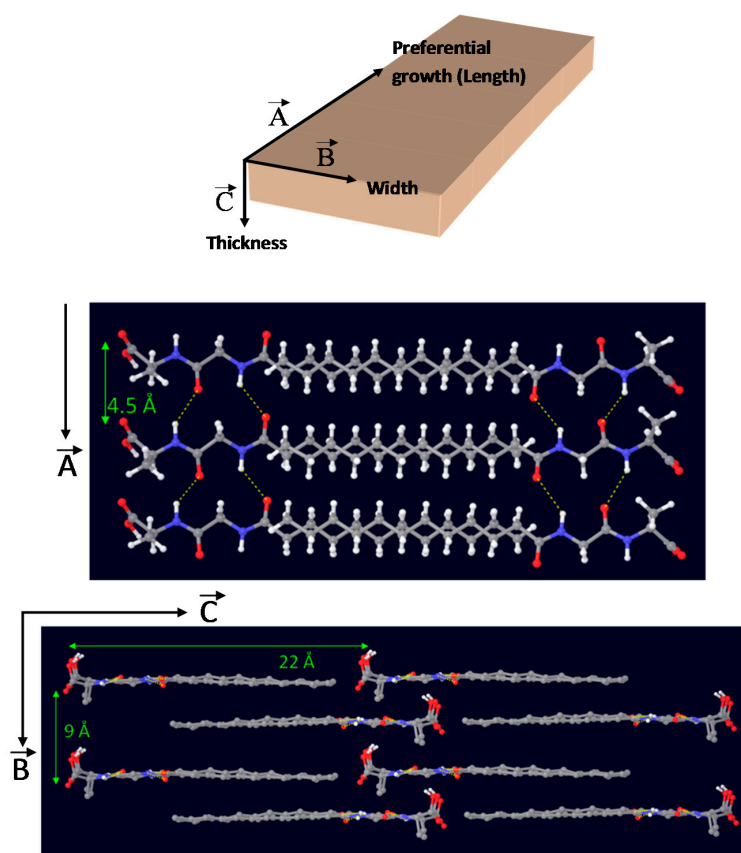 Preferential
growth (Length)
A
B
Width
C
Thickness
4.5 Å
A
C
22 Å
9 Å
B